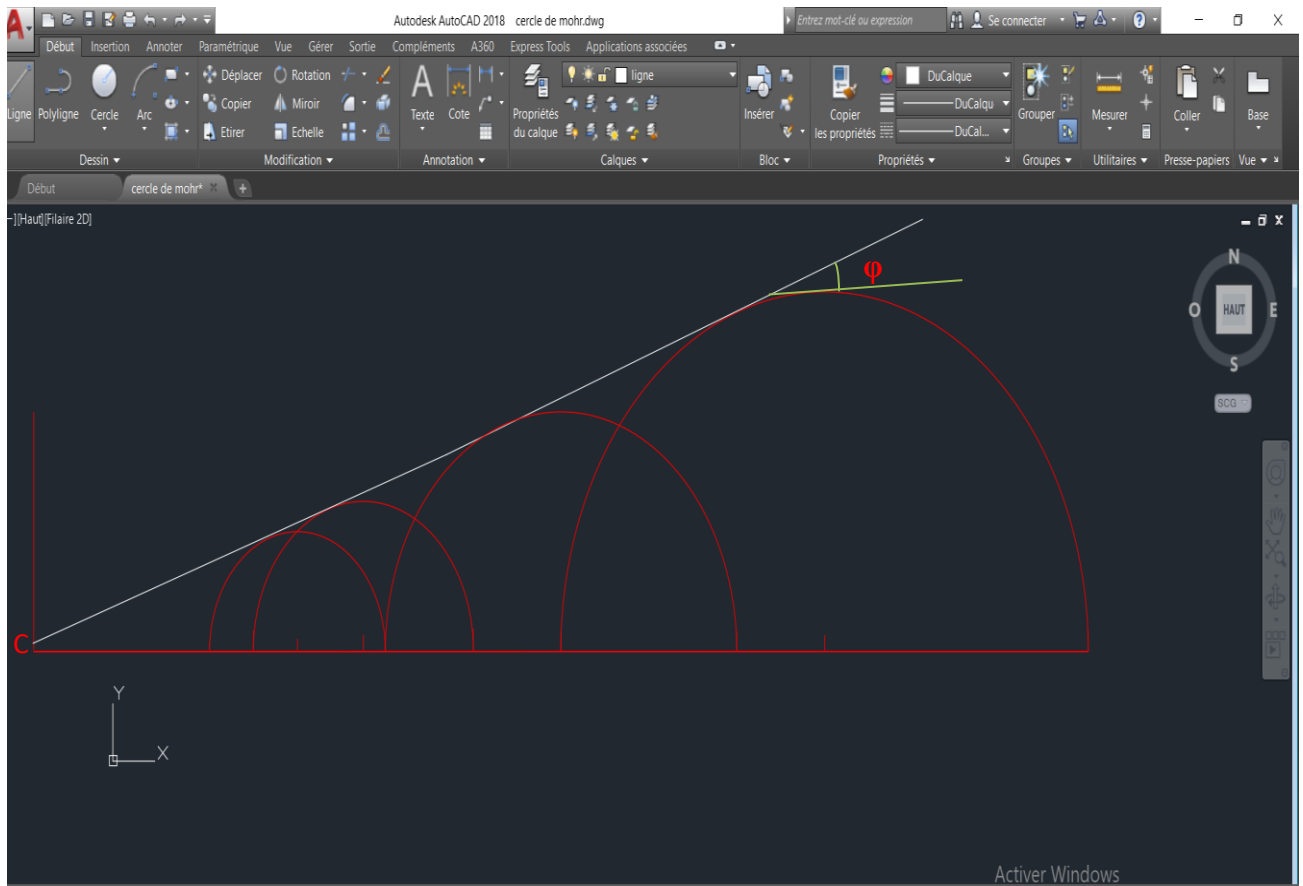 A Autodesk AutoCAD 2018 cercle de mohr.dwg Entrez mot-clé ou expression Se connecter
Début Insertion Annoter Paramétrique Vue Gérer Sortie Compléments A360 Express Tools Applications associées
Ligne Polyligne Cercle Arc
Déplacer Rotation
Copier Miroir
Etirer Echelle
A Texte Cote
Propriétés du calque
ligne
Insérer
Copier les propriétés
DuCalque
DuCalqu
DuCal...
Grouper
Mesurer
Coller
Base
Dessin Modification Annotation Calques Bloc Propriétés Groupes Utilitaires Presse-papiers Vue
Début cercle de mohr* +
-][Haut][Filaire 2D]
N
O HAUT E
S
SCG
φ
C
Y
X
Activer Windows